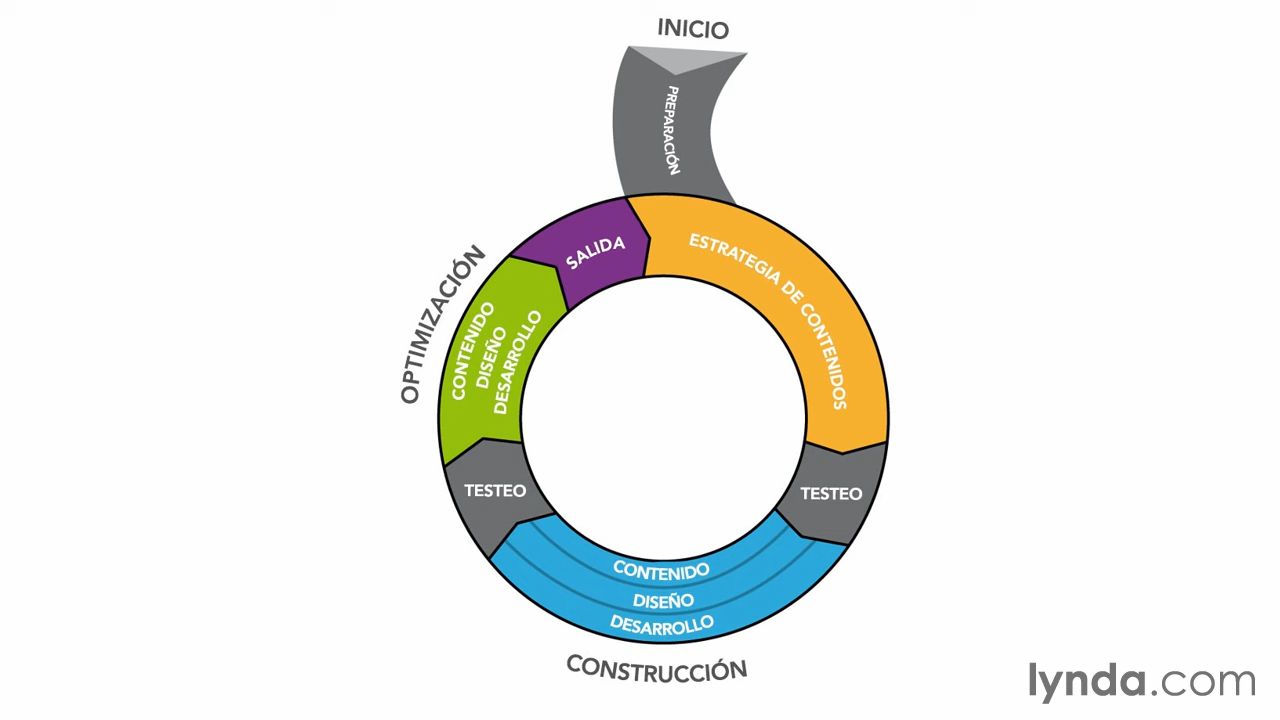 INICIO
PREPARACIÓN
ESTRATEGIA DE CONTENIDOS
TESTEO
CONTENIDO
DISEÑO
DESARROLLO
CONSTRUCCIÓN
TESTEO
CONTENIDO
DISEÑO
DESARROLLO
OPTIMIZACIÓN
SALIDA
lynda.com